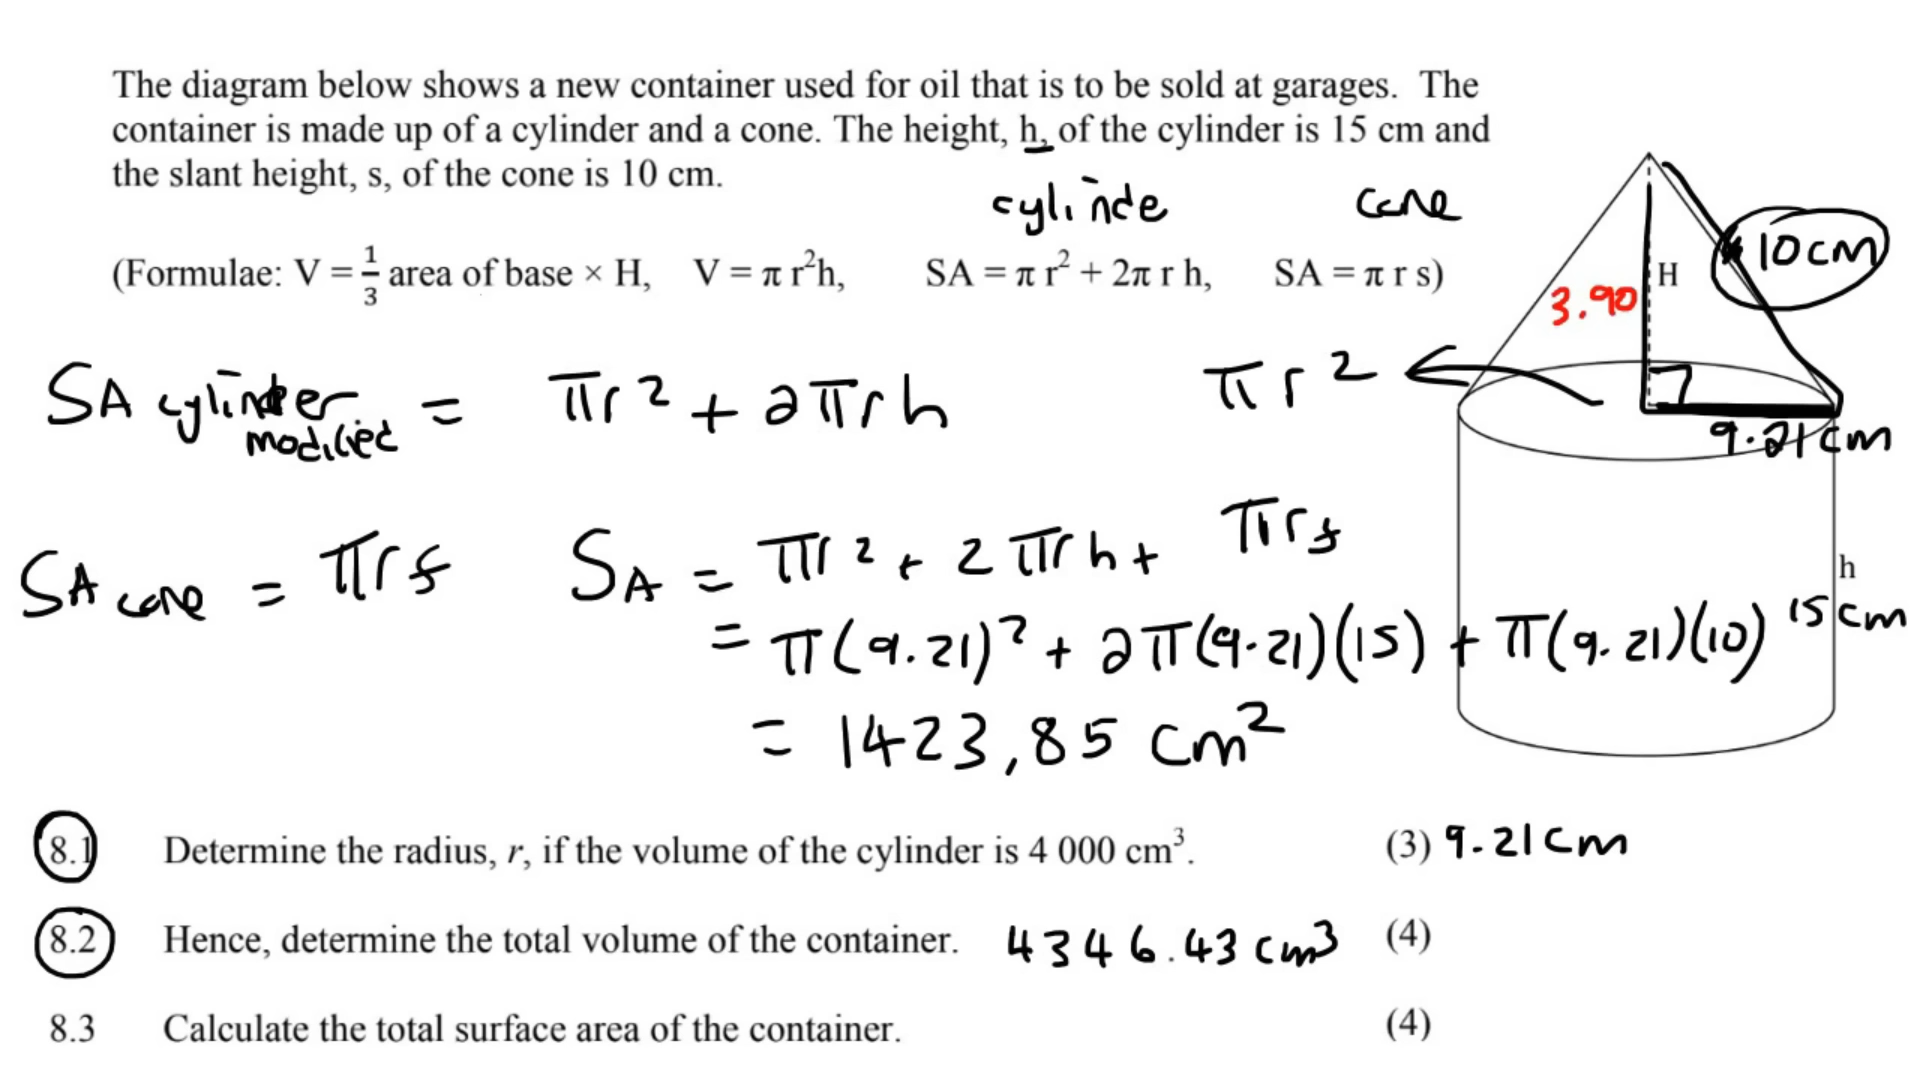 The diagram below shows a new container used for oil that is to be sold at garages. The
container is made up of a cylinder and a cone. The height, h, of the cylinder is 15 cm and
the slant height, s, of the cone is 10 cm.
cylinde cone
(Formulae: V = 1/3 area of base × H, V = π r²h, SA = π r² + 2π r h, SA = π r s)
H
10cm
3.90
SA cylinder modified = πr² + 2πrh
πr²
9.21cm
SA cone = πrs
SA = πr² + 2πrh + πrs
h
15cm
= π(9.21)² + 2π(9.21)(15) + π(9.21)(10)
= 1423,85 cm²
8.1 Determine the radius, r, if the volume of the cylinder is 4 000 cm³. (3) 9.21cm
8.2 Hence, determine the total volume of the container. 4346.43 cm³ (4)
8.3 Calculate the total surface area of the container. (4)